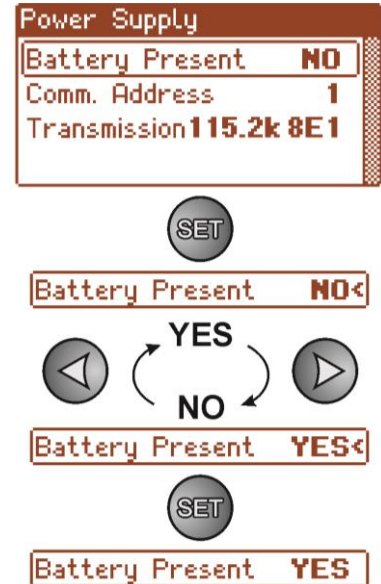 Power Supply
Battery Present NO
Comm. Address 1
Transmission 115.2k 8E1
SET
Battery Present NO<
YES
NO
Battery Present YES<
SET
Battery Present YES